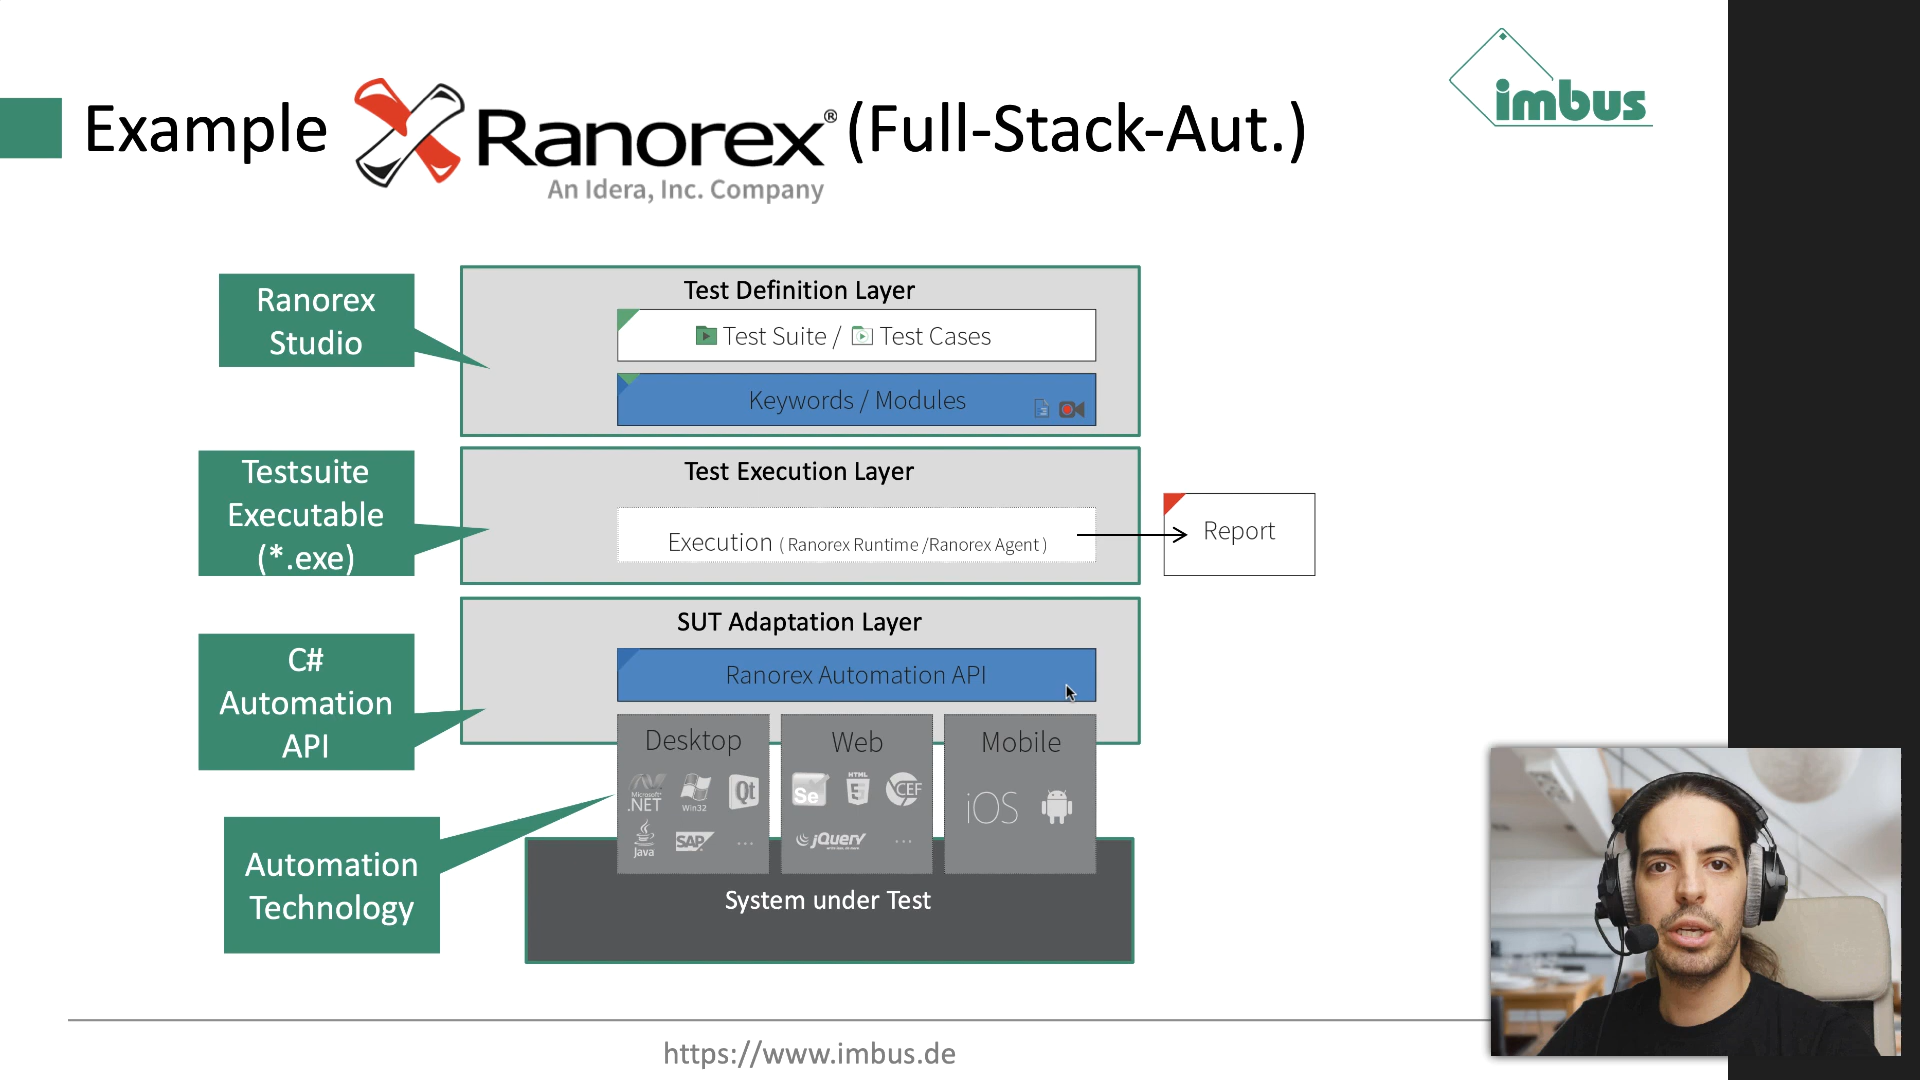 imbus
Example Ranorex® (Full-Stack-Aut.)
An Idera, Inc. Company
Ranorex
Studio
Test Definition Layer
Test Suite / Test Cases
Keywords / Modules
Testsuite
Executable
(*.exe)
Test Execution Layer
Execution ( Ranorex Runtime /Ranorex Agent )
Report
C#
Automation
API
SUT Adaptation Layer
Ranorex Automation API
Desktop
Web
Mobile
Microsoft
.NET
Win32
Qt
Java
SAP
...
Se
HTML
5
CEF
jQuery
...
iOS
Automation
Technology
System under Test
https://www.imbus.de